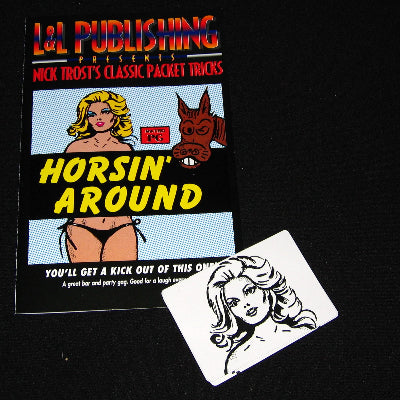 L&L PUBLISHING
PRESENTS
NICK TROST'S CLASSIC PACKET TRICKS
HORSIN'
AROUND
YOU'LL GET A KICK OUT OF THIS
A great bar and party gag. Good for a laugh